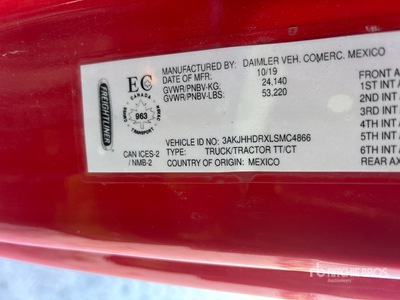 MANUFACTURED BY: DAIMLER VEH. COMERC. MEXICO
DATE OF MFR: 10/19
GVWR/PNBV-KG: 24,140
GVWR/PNBV-LBS: 53,220
FREIGHTLINER
EC
CANADA
963
TRANSPORT
VEHICLE ID NUMBER: 3AKJHHDRXLSMC4866
CAN ICES-2
/ NMB-2
TYPE: TRUCK/TRACTOR TT/CT
COUNTRY OF ORIGIN: MEXICO
FRONT A
1ST INT A
2ND INT
3RD INT
4TH INT A
5TH INT A
6TH INT A
REAR AX